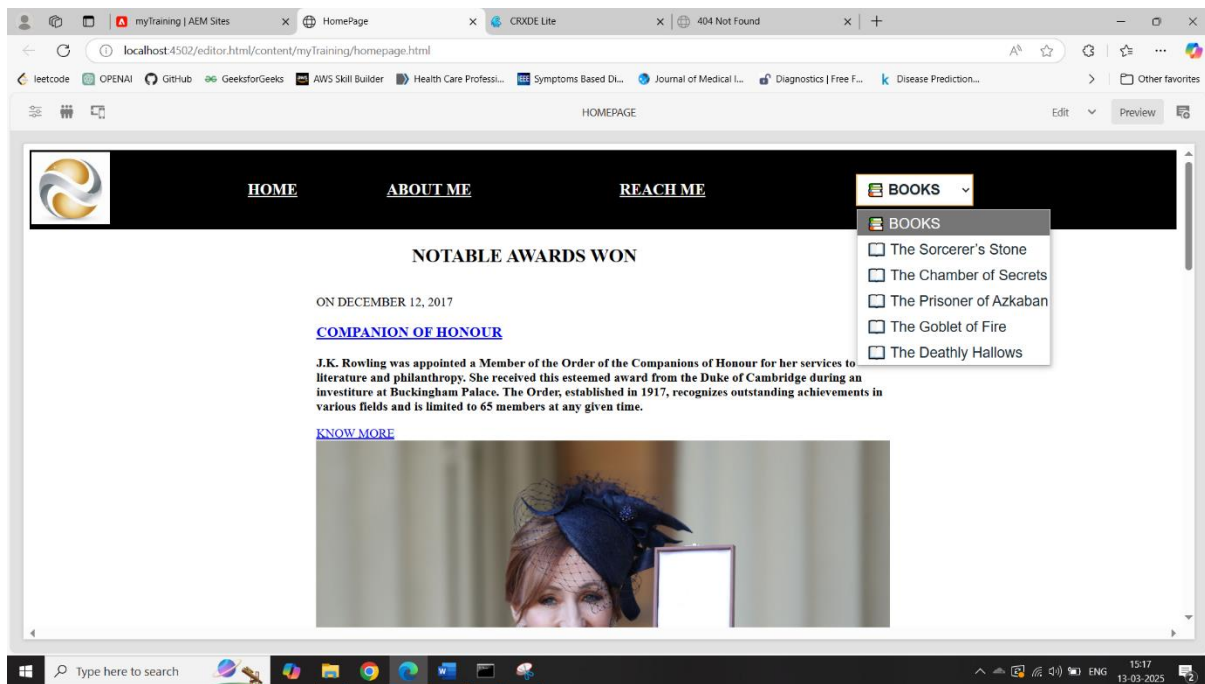 myTraining | AEM Sites
HomePage
CRXDE Lite
404 Not Found
localhost:4502/editor.html/content/myTraining/homepage.html
leetcode OPENAI GitHub GeeksforGeeks AWS Skill Builder Health Care Professi... Symptoms Based Di... Journal of Medical I... Diagnostics | Free F... Disease Prediction... Other favorites
HOMEPAGE
Edit
Preview
HOME ABOUT ME REACH ME BOOKS
BOOKS
The Sorcerer's Stone
The Chamber of Secrets
The Prisoner of Azkaban
The Goblet of Fire
The Deathly Hallows
NOTABLE AWARDS WON
ON DECEMBER 12, 2017
COMPANION OF HONOUR
J.K. Rowling was appointed a Member of the Order of the Companions of Honour for her services to
literature and philanthropy. She received this esteemed award from the Duke of Cambridge during an
investiture at Buckingham Palace. The Order, established in 1917, recognizes outstanding achievements in
various fields and is limited to 65 members at any given time.
KNOW MORE
Type here to search
ENG
15:17
13-03-2025
2